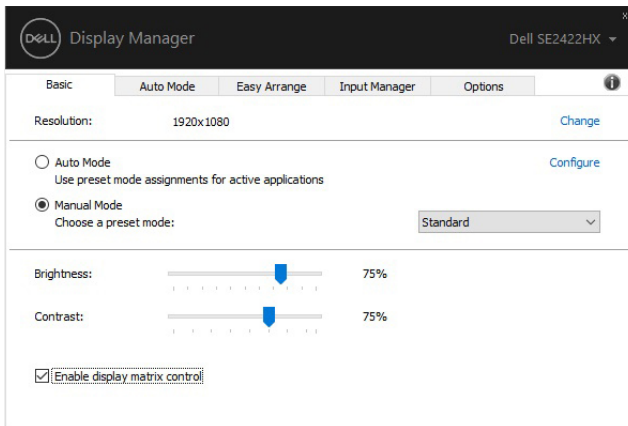 DELL Display Manager
Dell SE2422HX
Basic Auto Mode Easy Arrange Input Manager Options
Resolution: 1920x1080 Change
Auto Mode Configure
Use preset mode assignments for active applications
Manual Mode
Choose a preset mode: Standard
Brightness: 75%
Contrast: 75%
Enable display matrix control